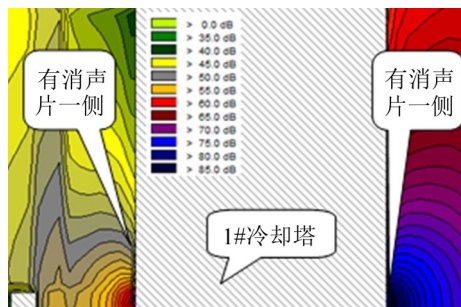 > 0.0 dB
> 35.0 dB
> 40.0 dB
> 45.0 dB
> 50.0 dB
> 55.0 dB
> 60.0 dB
> 65.0 dB
> 70.0 dB
> 75.0 dB
> 80.0 dB
> 85.0 dB
有消声
片一侧
有消声
片一侧
1#冷却塔